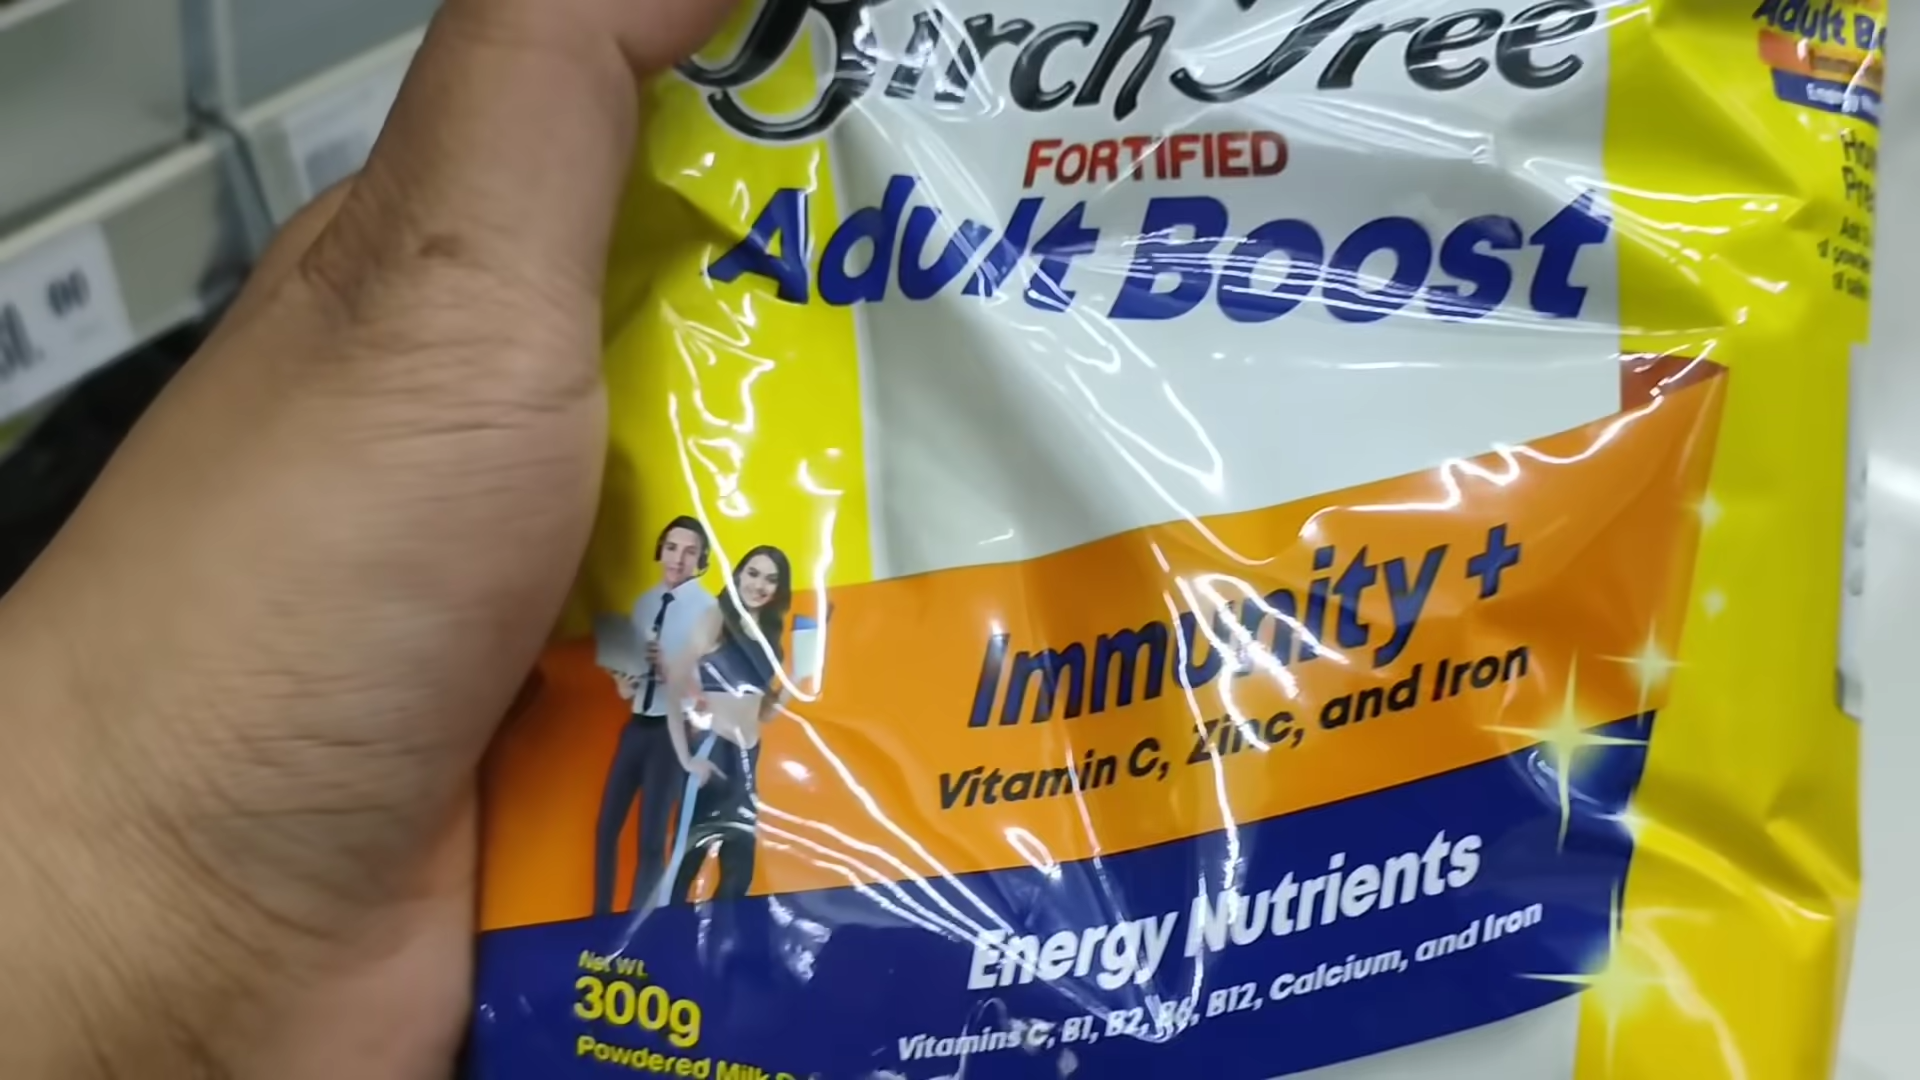 Birch Tree
FORTIFIED
Adult Boost
Immunity +
Vitamin C, Zinc, and Iron
Energy Nutrients
Vitamins C, B1, B2, B6, B12, Calcium, and Iron
Net Wt.
300g
Powdered Milk
Adult